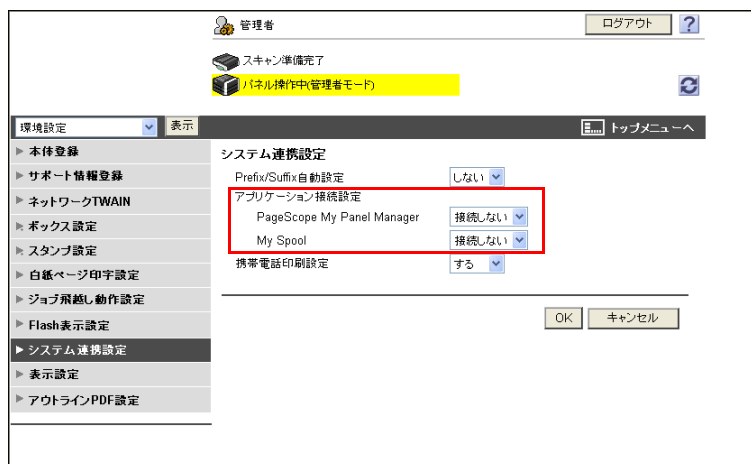 管理者
ログアウト ?
スキャン準備完了
パネル操作中(管理者モード)
環境設定 表示
トップメニューへ
本体登録
サポート情報登録
ネットワークTWAIN
ボックス設定
スタンプ設定
白紙ページ印字設定
ジョブ飛越し動作設定
Flash表示設定
システム連携設定
表示設定
アウトラインPDF設定
システム連携設定
Prefix/Suffix自動設定 しない
アプリケーション接続設定
PageScope My Panel Manager 接続しない
My Spool 接続しない
携帯電話印刷設定 する
OK キャンセル